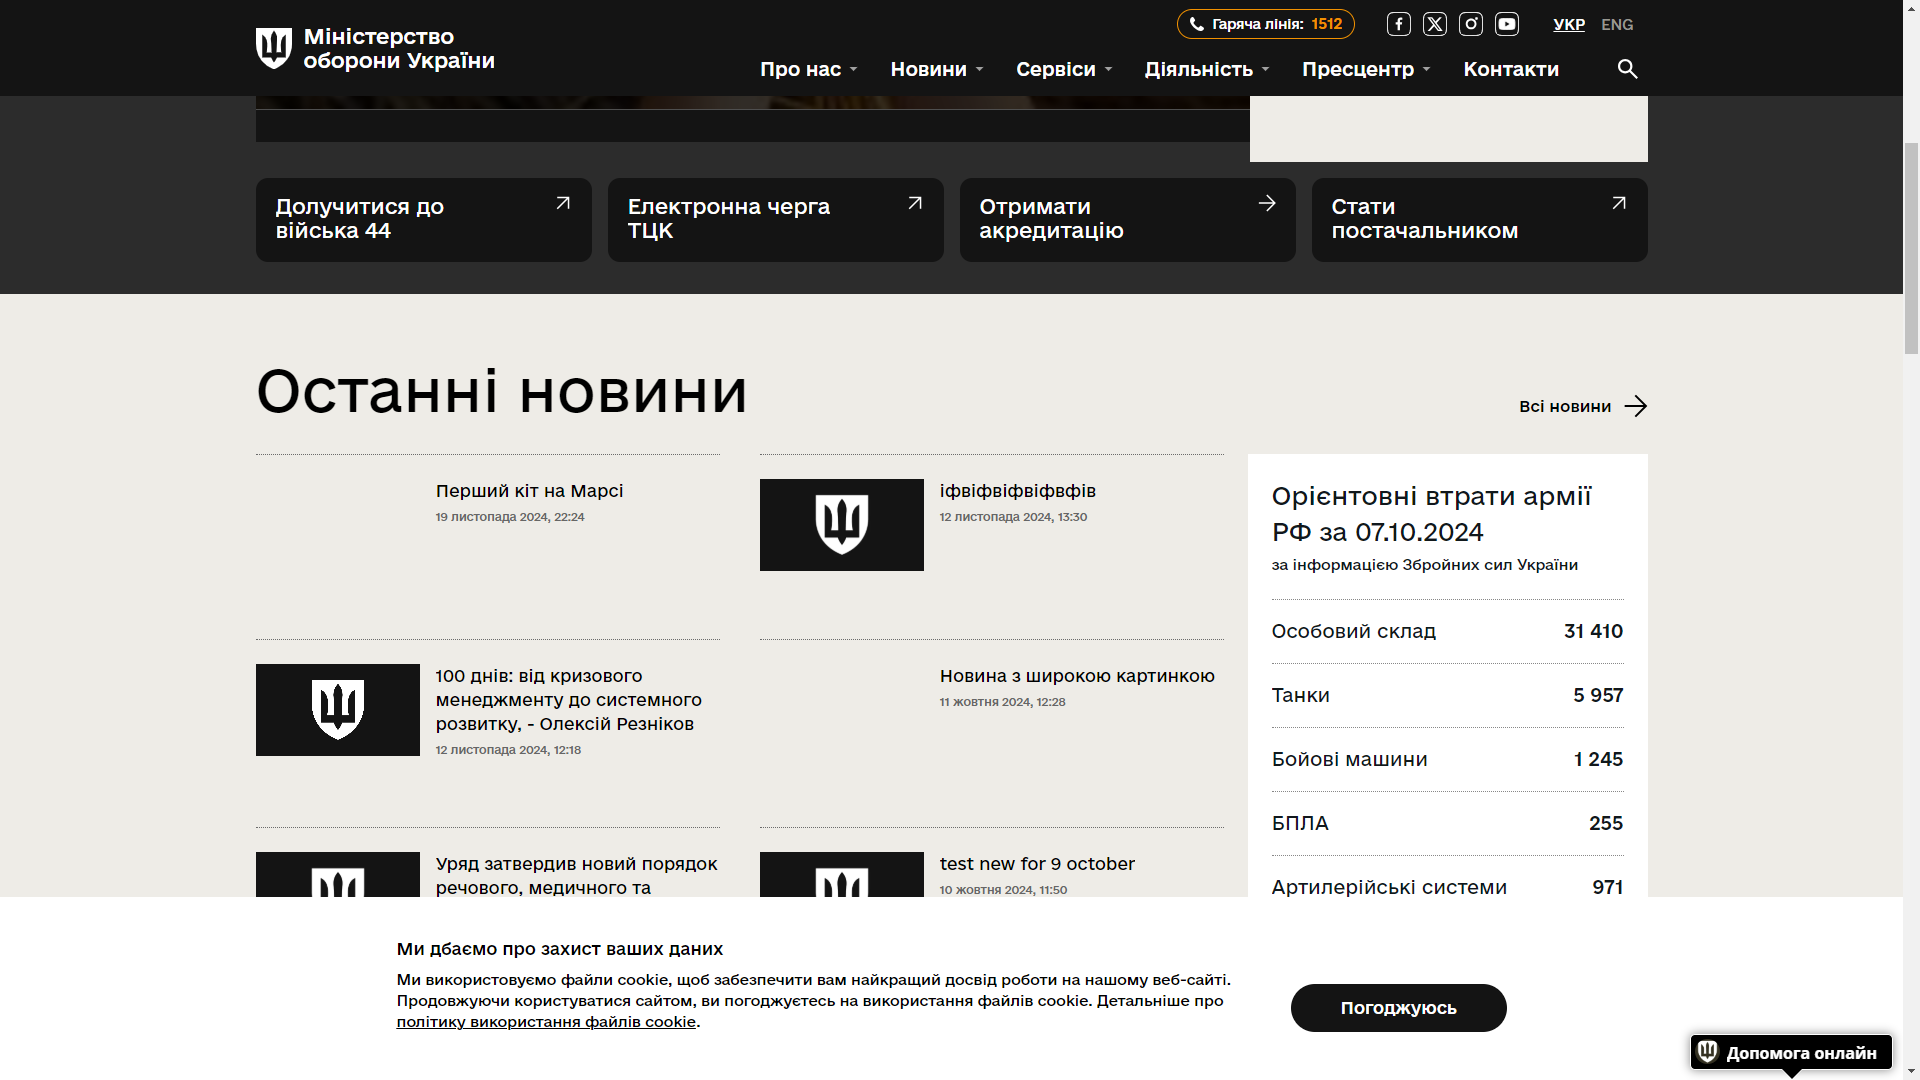 Міністерство
оборони України
Гаряча лінія: 1512
УКР ENG
Про нас
Новини
Сервіси
Діяльність
Пресцентр
Контакти
Долучитися до
війська 44
Електронна черга
ТЦК
Отримати
акредитацію
Стати
постачальником
Останні новини
Всі новини
Перший кіт на Марсі
19 листопада 2024, 22:24
іфвіфвіфвіфвфів
12 листопада 2024, 13:30
100 днів: від кризового
менеджменту до системного
розвитку, - Олексій Резніков
12 листопада 2024, 12:18
Новина з широкою картинкою
11 жовтня 2024, 12:28
Уряд затвердив новий порядок
речового, медичного та
test new for 9 october
10 жовтня 2024, 11:50
Орієнтовні втрати армії
РФ за 07.10.2024
за інформацією Збройних сил України
Особовий склад 31 410
Танки 5 957
Бойові машини 1 245
БПЛА 255
Артилерійські системи 971
Ми дбаємо про захист ваших даних
Ми використовуємо файли cookie, щоб забезпечити вам найкращий досвід роботи на нашому веб-сайті.
Продовжуючи користуватися сайтом, ви погоджуєтесь на використання файлів cookie. Детальніше про
політику використання файлів cookie.
Погоджуюсь
Допомога онлайн